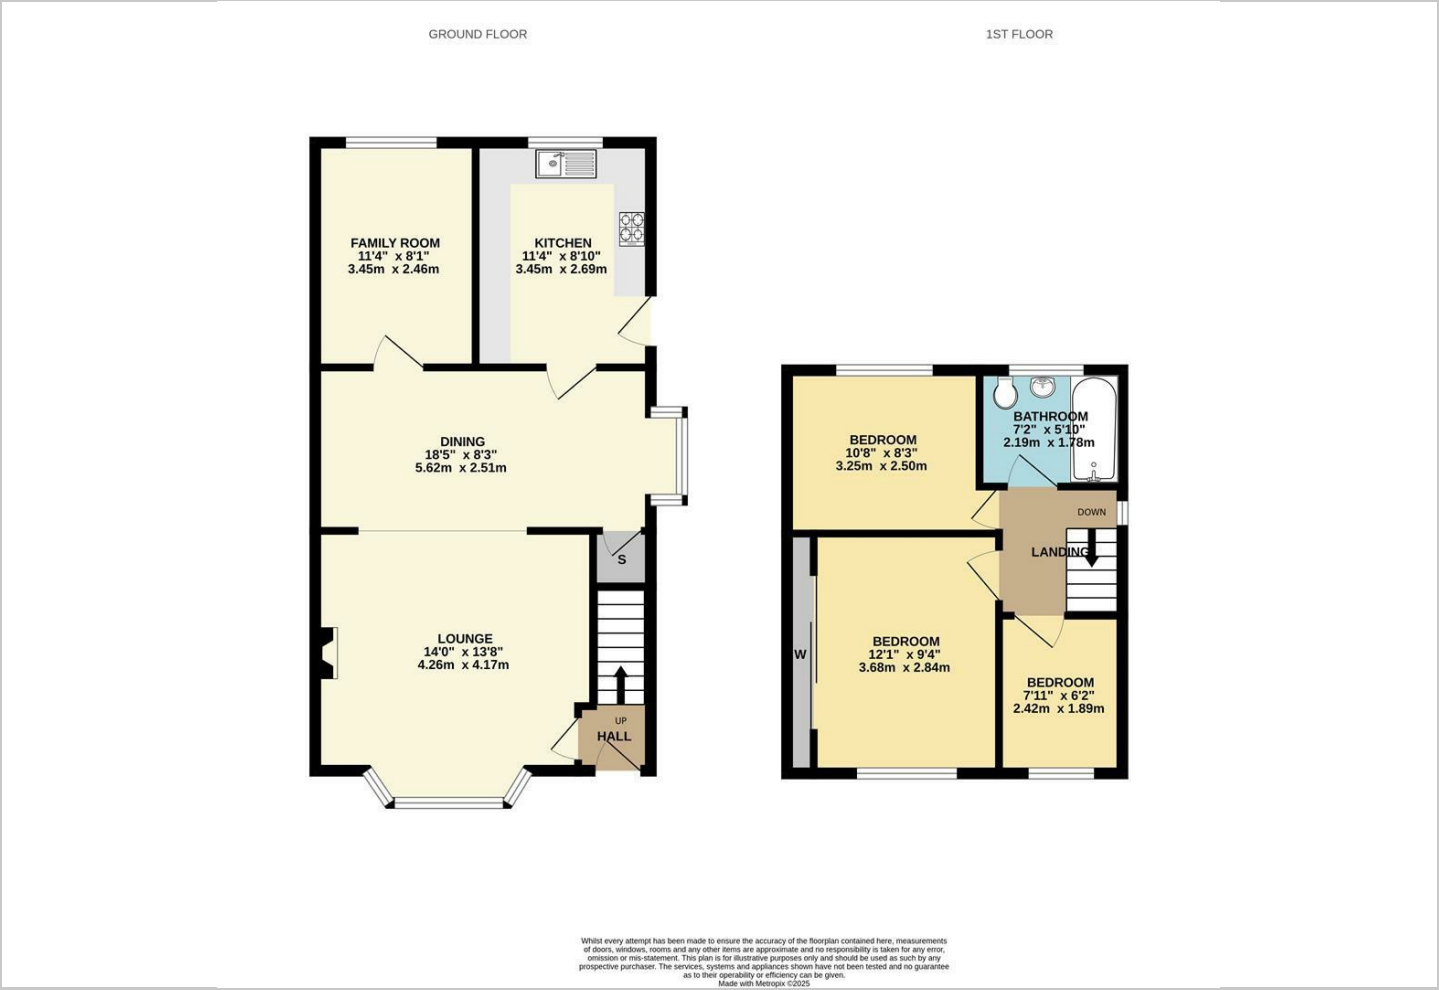 GROUND FLOOR
1ST FLOOR
FAMILY ROOM
11'4" x 8'1"
3.45m x 2.46m
KITCHEN
11'4" x 8'10"
3.45m x 2.69m
DINING
18'5" x 8'3"
5.62m x 2.51m
S
LOUNGE
14'0" x 13'8"
4.26m x 4.17m
UP
HALL
BEDROOM
10'8" x 8'3"
3.25m x 2.50m
BATHROOM
7'2" x 5'10"
2.19m x 1.78m
DOWN
LANDING
W
BEDROOM
12'1" x 9'4"
3.68m x 2.84m
BEDROOM
7'11" x 6'2"
2.42m x 1.89m
Whilst every attempt has been made to ensure the accuracy of the floorplan contained here, measurements
of doors, windows, rooms and any other items are approximate and no responsibility is taken for any error,
omission or mis-statement. This plan is for illustrative purposes only and should be used as such by any
prospective purchaser. The services, systems and appliances shown have not been tested and no guarantee
as to their operability or efficiency can be given.
Made with Metropix ©2025